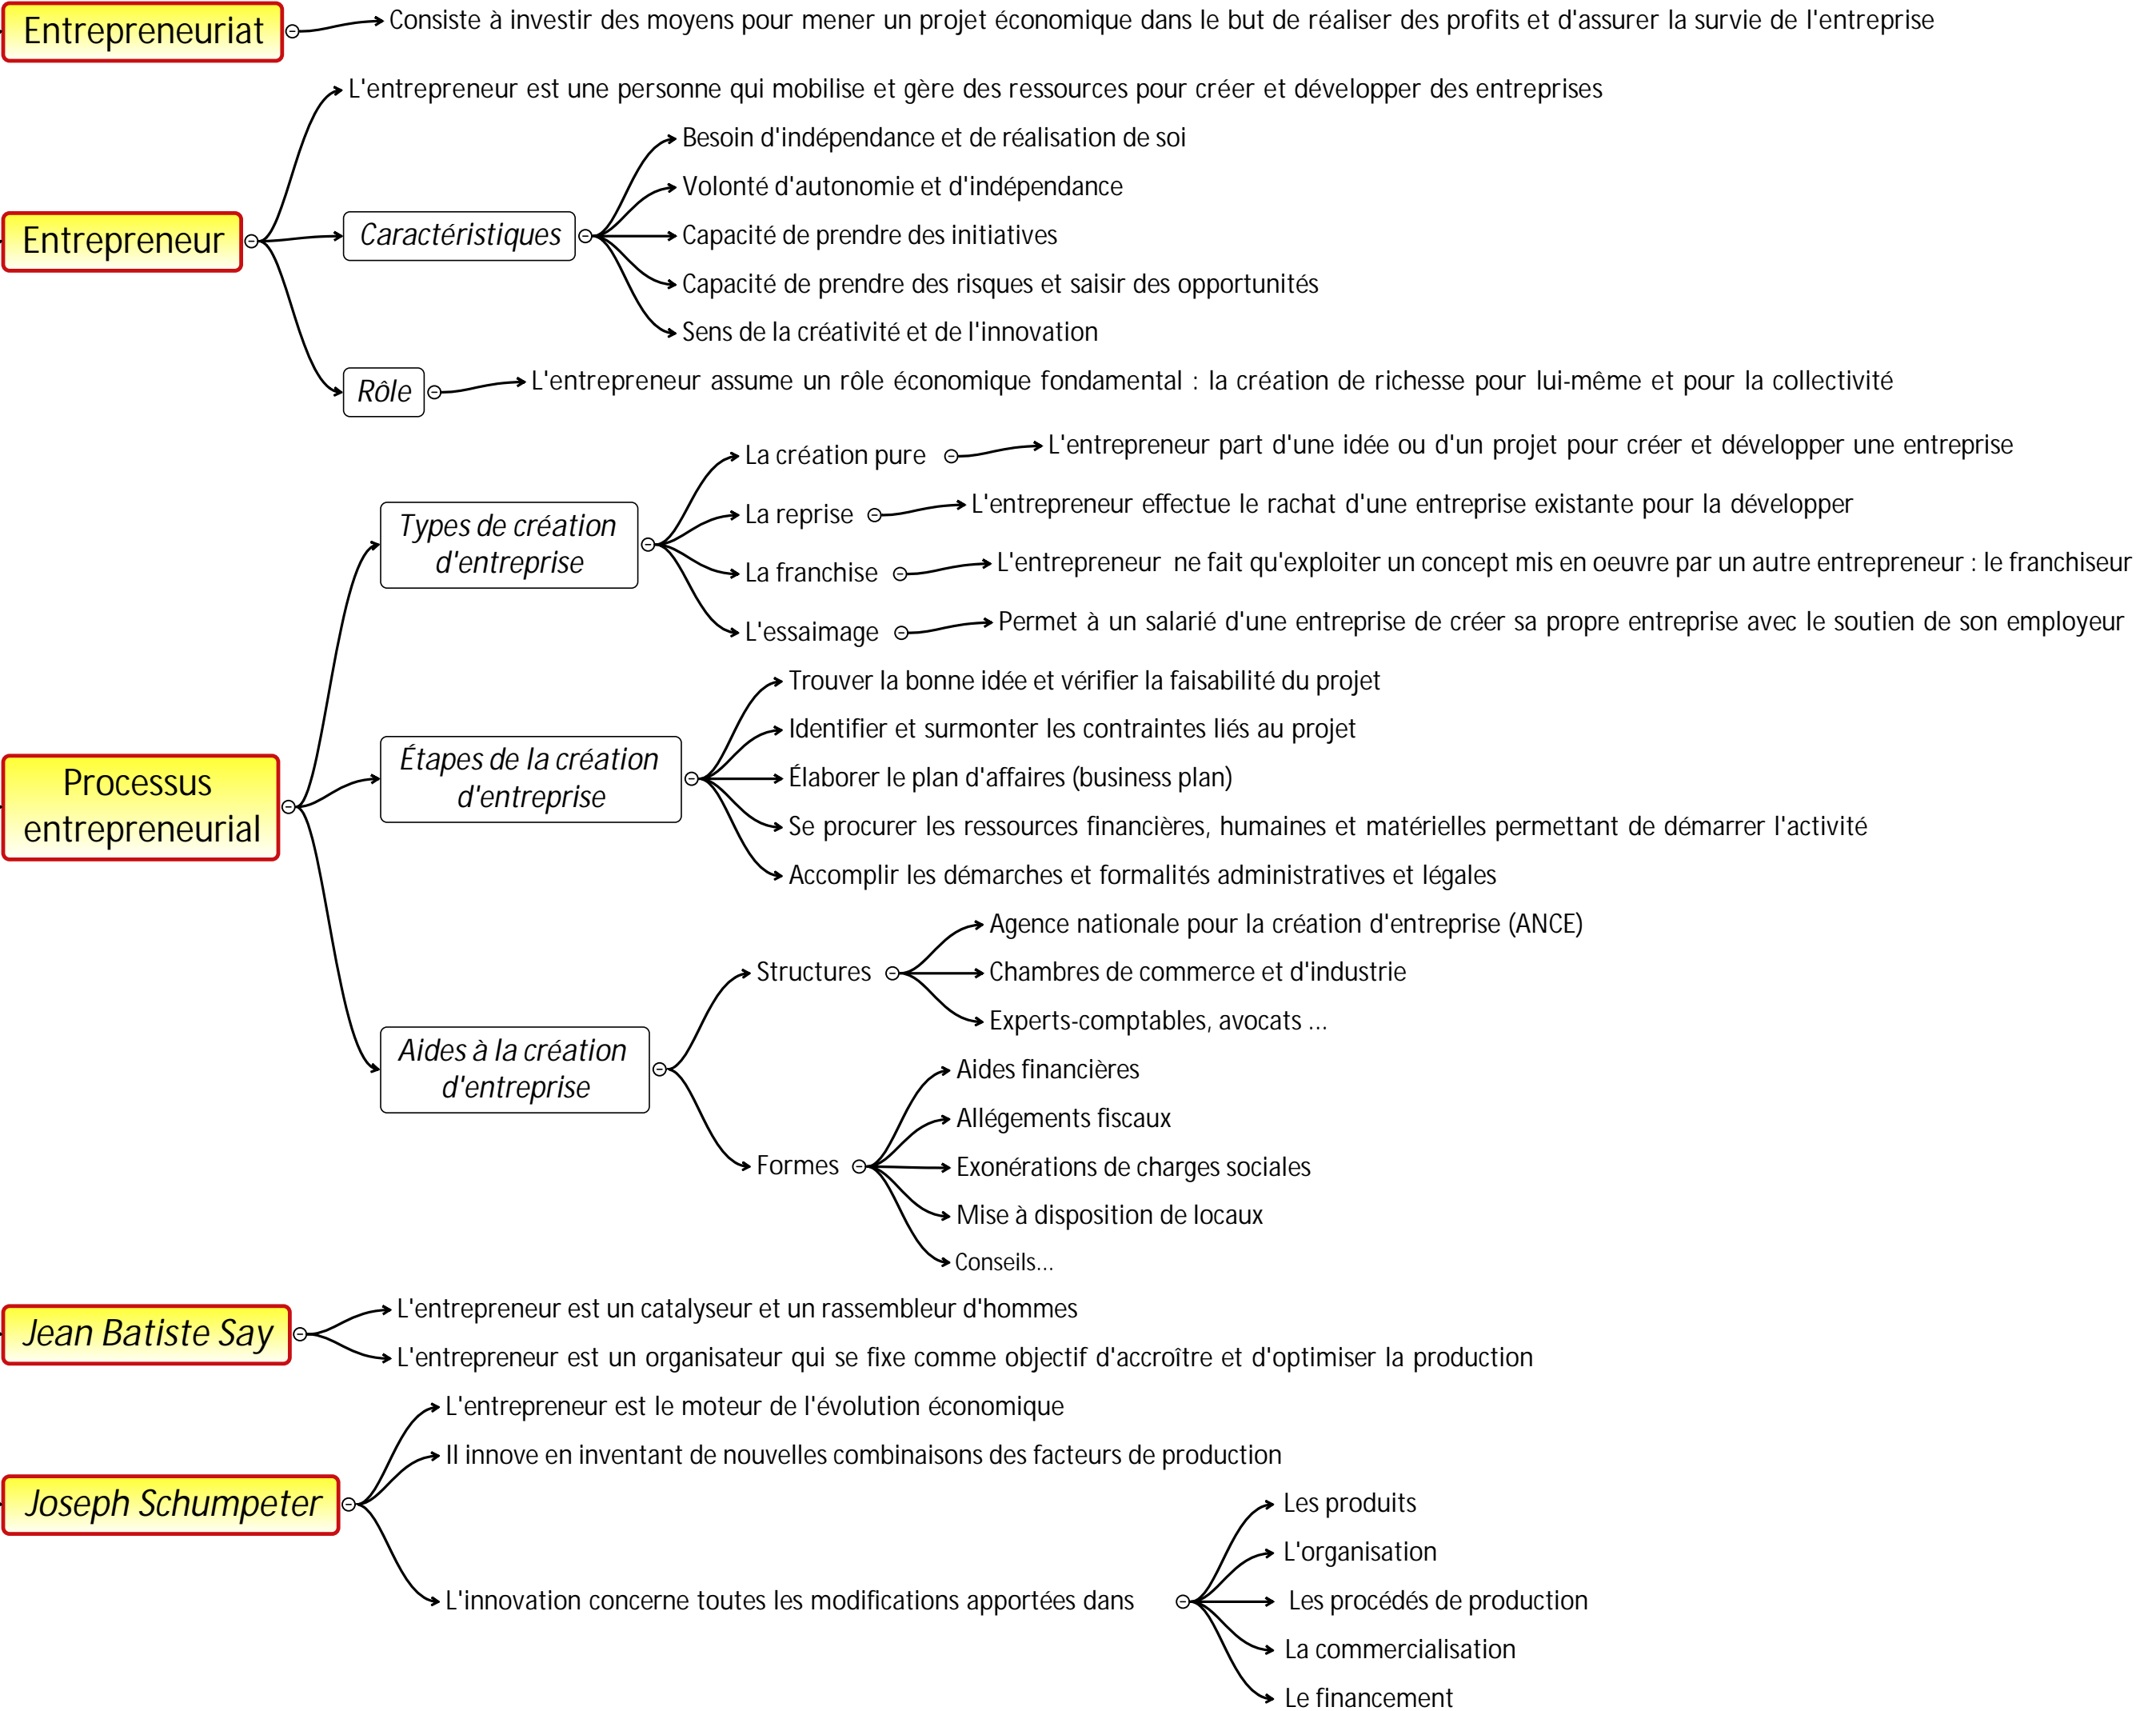 Entrepreneuriat
Consiste à investir des moyens pour mener un projet économique dans le but de réaliser des profits et d'assurer la survie de l'entreprise
Entrepreneur
L'entrepreneur est une personne qui mobilise et gère des ressources pour créer et développer des entreprises
Caractéristiques
Besoin d'indépendance et de réalisation de soi
Volonté d'autonomie et d'indépendance
Capacité de prendre des initiatives
Capacité de prendre des risques et saisir des opportunités
Sens de la créativité et de l'innovation
Rôle
L'entrepreneur assume un rôle économique fondamental : la création de richesse pour lui-même et pour la collectivité
Processus
entrepreneurial
Types de création
d'entreprise
La création pure
L'entrepreneur part d'une idée ou d'un projet pour créer et développer une entreprise
La reprise
L'entrepreneur effectue le rachat d'une entreprise existante pour la développer
La franchise
L'entrepreneur ne fait qu'exploiter un concept mis en oeuvre par un autre entrepreneur : le franchiseur
L'essaimage
Permet à un salarié d'une entreprise de créer sa propre entreprise avec le soutien de son employeur
Étapes de la création
d'entreprise
Trouver la bonne idée et vérifier la faisabilité du projet
Identifier et surmonter les contraintes liés au projet
Élaborer le plan d'affaires (business plan)
Se procurer les ressources financières, humaines et matérielles permettant de démarrer l'activité
Accomplir les démarches et formalités administratives et légales
Aides à la création
d'entreprise
Structures
Agence nationale pour la création d'entreprise (ANCE)
Chambres de commerce et d'industrie
Experts-comptables, avocats ...
Formes
Aides financières
Allégements fiscaux
Exonérations de charges sociales
Mise à disposition de locaux
Conseils...
Jean Batiste Say
L'entrepreneur est un catalyseur et un rassembleur d'hommes
L'entrepreneur est un organisateur qui se fixe comme objectif d'accroître et d'optimiser la production
Joseph Schumpeter
L'entrepreneur est le moteur de l'évolution économique
Il innove en inventant de nouvelles combinaisons des facteurs de production
L'innovation concerne toutes les modifications apportées dans
Les produits
L'organisation
Les procédés de production
La commercialisation
Le financement